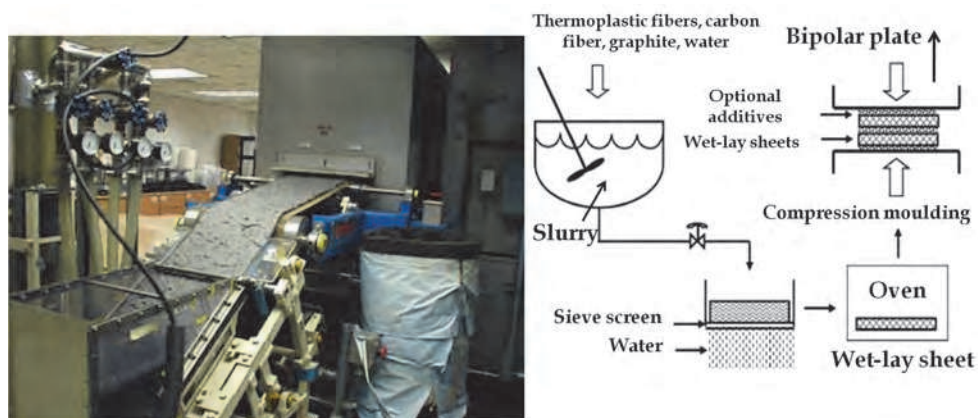 Thermoplastic fibers, carbon
fiber, graphite, water
Bipolar plate
Optional
additives
Wet-lay sheets
Slurry
Compression moulding
Oven
Sieve screen
Water
Wet-lay sheet